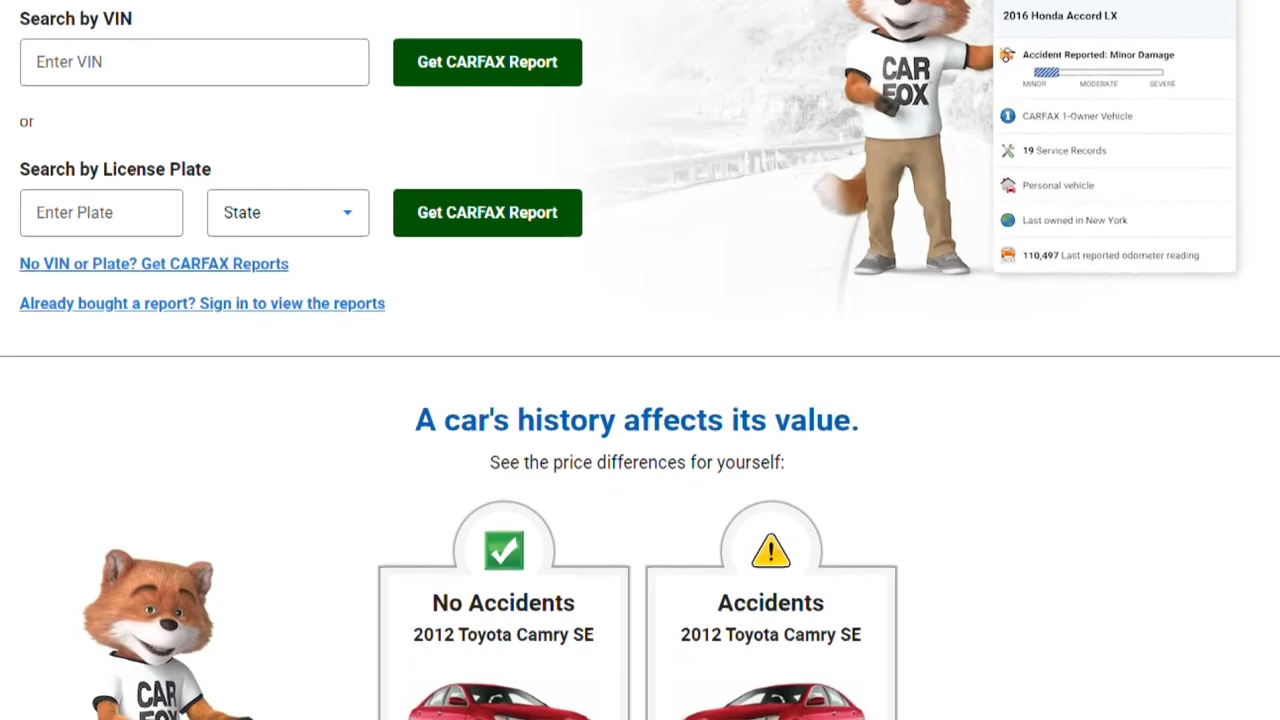 Search by VIN
Enter VIN
Get CARFAX Report
or
Search by License Plate
Enter Plate
State
Get CARFAX Report
No VIN or Plate? Get CARFAX Reports
Already bought a report? Sign in to view the reports
CAR
FOX
2016 Honda Accord LX
Accident Reported: Minor Damage
MINOR MODERATE SEVERE
1 CARFAX 1-Owner Vehicle
19 Service Records
Personal vehicle
Last owned in New York
110,497 Last reported odometer reading
A car's history affects its value.
See the price differences for yourself:
No Accidents
2012 Toyota Camry SE
Accidents
2012 Toyota Camry SE
CAR
FOX